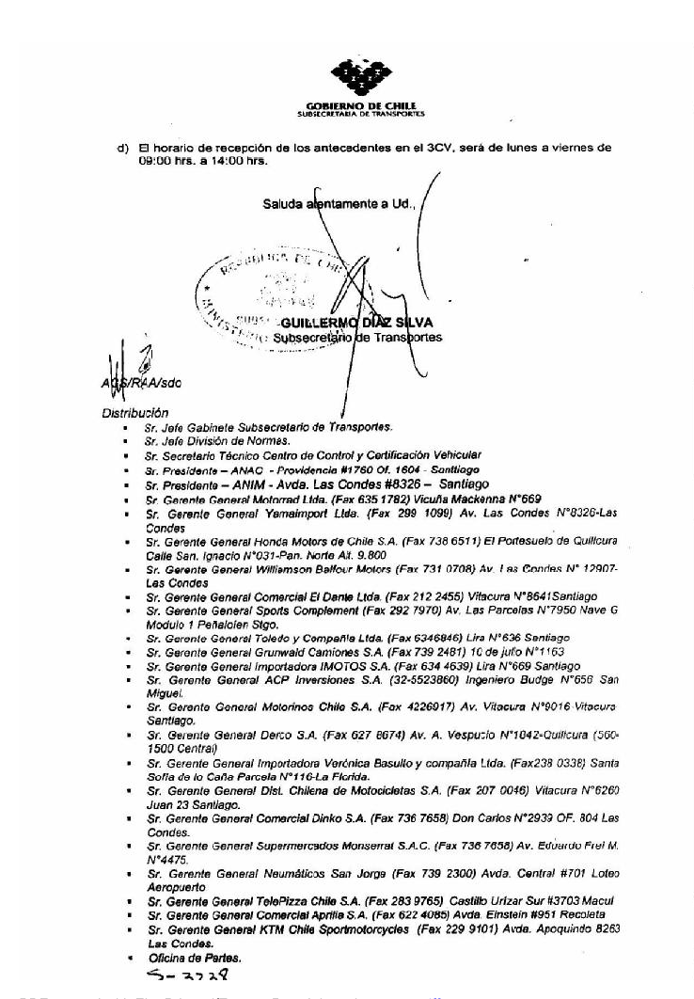 GOBIERNO DE CHILE
SUBSECRETARIA DE TRANSPORTES
d) El horario de recepción de los antecedentes en el 3CV, será de lunes a viernes de
09:00 hrs. a 14:00 hrs.
Saluda atentamente a Ud.,
REPUBLICA DE CHILE
MINISTERIO
GUILLERMO DÍAZ SILVA
Subsecretario de Transportes
AGS/RAA/sdo
Distribución
▪ Sr. Jefe Gabinete Subsecretario de Transportes.
▪ Sr. Jefe División de Normas.
▪ Sr. Secretario Técnico Centro de Control y Certificación Vehicular
▪ Sr. Presidente – ANAC - Providencia #1760 Of. 1604 - Santtiago
▪ Sr. Presidente – ANIM - Avda. Las Condes #8326 – Santiago
▪ Sr. Gerente General Motorrad Ltda. (Fax 635 1782) Vicuña Mackenna N°669
▪ Sr. Gerente General Yamaimport Ltda. (Fax 299 1099) Av. Las Condes N°8326-Las
Condes
▪ Sr. Gerente General Honda Motors de Chile S.A. (Fax 738 6511) El Portesuelo de Quilicura
Calle San. Ignacio N°031-Pan. Norte Alt. 9.800
▪ Sr. Gerente General Williamson Balfour Motors (Fax 731 0708) Av. Las Condes N° 12907-
Las Condes
▪ Sr. Gerente General Comercial El Dante Ltda. (Fax 212 2455) Vitacura N°8641Santiago
▪ Sr. Gerente General Sports Complement (Fax 292 7970) Av. Las Parcelas N°7950 Nave G
Modulo 1 Peñalolen Stgo.
▪ Sr. Gerente General Toledo y Compañía Ltda. (Fax 6346846) Lira N°636 Santiago
▪ Sr. Gerente General Grunwald Camiones S.A. (Fax 739 2481) 10 de julio N°1163
▪ Sr. Gerente General Importadora IMOTOS S.A. (Fax 634 4639) Lira N°669 Santiago
▪ Sr. Gerente General ACP Inversiones S.A. (32-5523860) Ingeniero Budge N°656 San
Miguel.
▪ Sr. Gerente General Motorinos Chile S.A. (Fax 4226917) Av. Vitacura N°9016-Vitacura-
Santiago.
▪ Sr. Gerente General Derco S.A. (Fax 627 8674) Av. A. Vespucio N°1842-Quilicura (560-
1500 Central)
▪ Sr. Gerente General Importadora Verónica Basulto y compañía Ltda. (Fax238 0338) Santa
Sofía de lo Caña Parcela N°116-La Florida.
▪ Sr. Gerente General Dist. Chilena de Motocicletas S.A. (Fax 207 0046) Vitacura N°6260
Juan 23 Santiago.
▪ Sr. Gerente General Comercial Dinko S.A. (Fax 736 7658) Don Carlos N°2939 OF. 804 Las
Condes.
▪ Sr. Gerente General Supermercados Monserrat S.A.C. (Fax 736 7658) Av. Eduardo Frei M.
N°4475.
▪ Sr. Gerente General Neumáticos San Jorge (Fax 739 2300) Avda. Central #701 Loteo
Aeropuerto
▪ Sr. Gerente General TelePizza Chile S.A. (Fax 283 9765) Castillo Urizar Sur #3703 Macul
▪ Sr. Gerente General Comercial Aprilia S.A. (Fax 622 4085) Avda. Einstein #951 Recoleta
▪ Sr. Gerente General KTM Chile Sportmotorcycles (Fax 229 9101) Avda. Apoquindo 8263
Las Condes.
▪ Oficina de Partes.